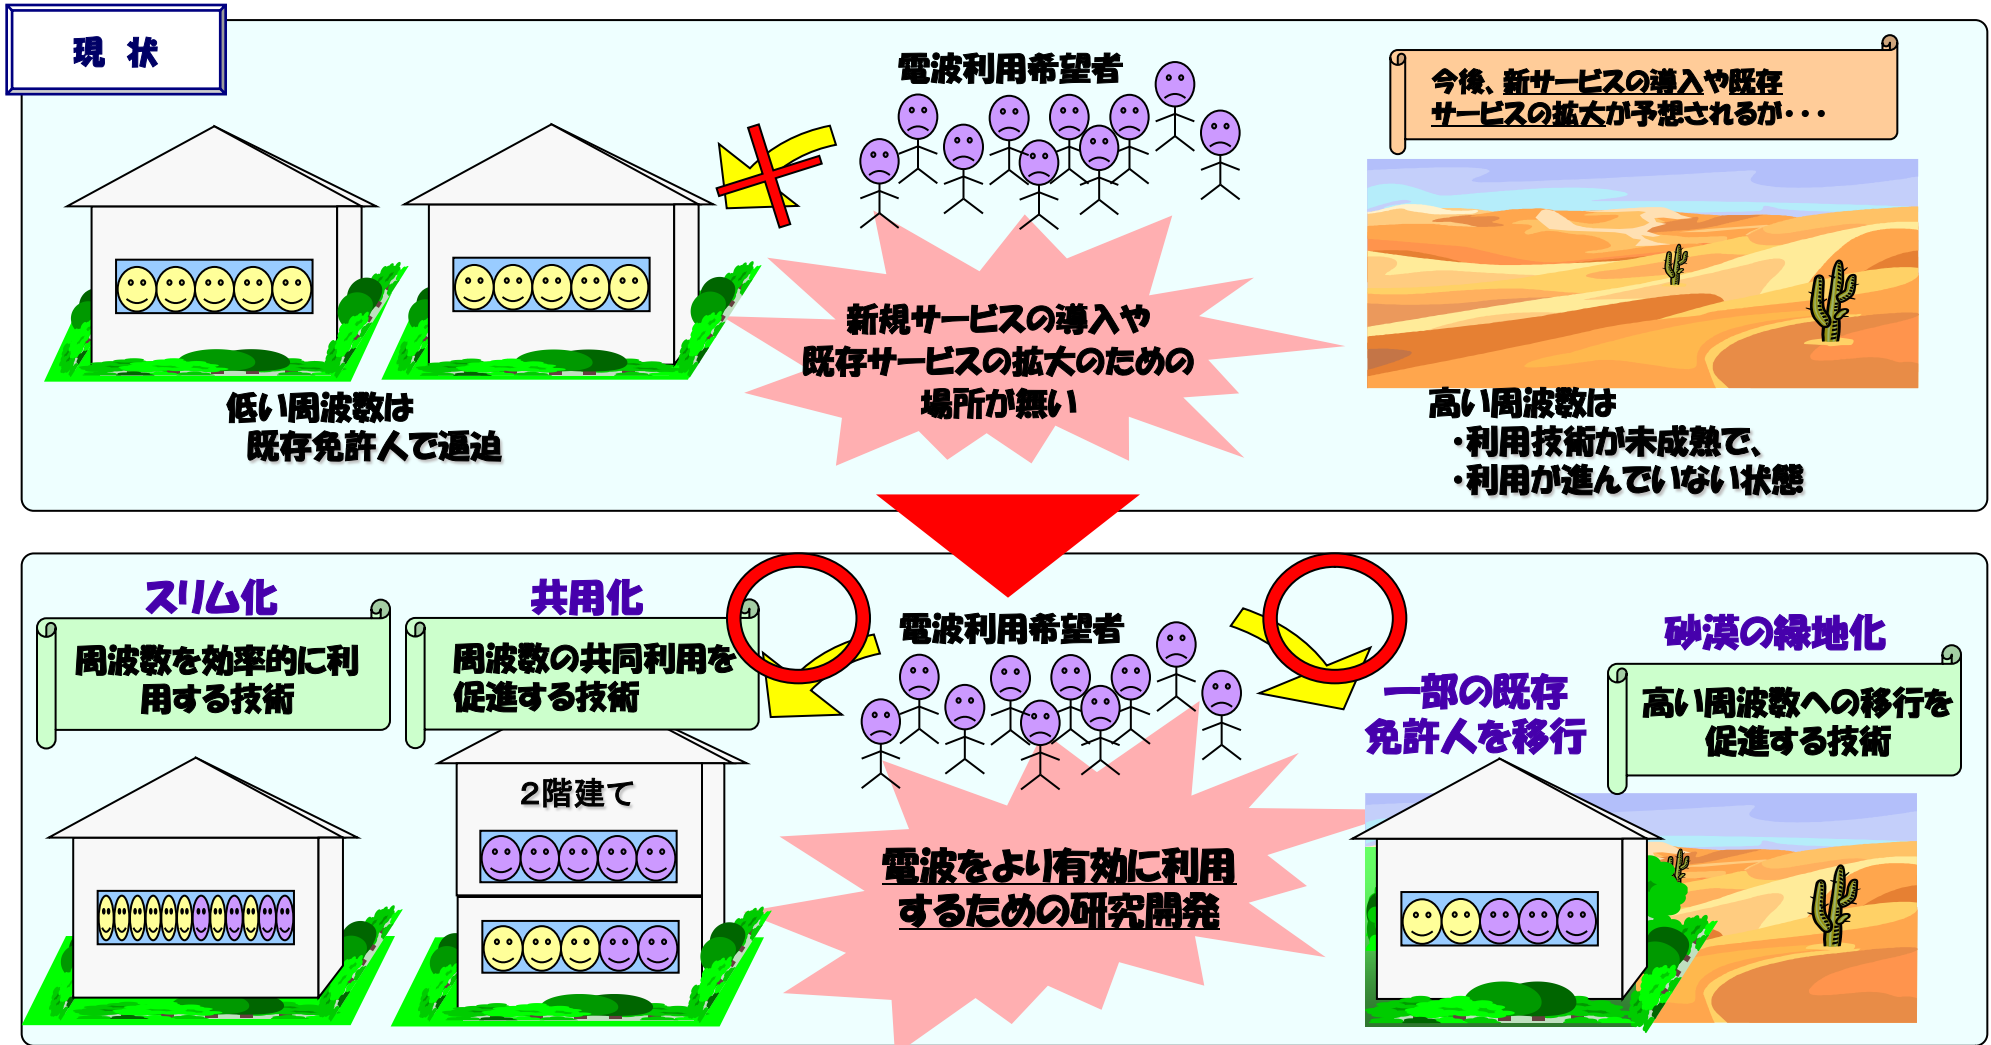 現 状
電波利用希望者
今後、新サービスの導入や既存
サービスの拡大が予想されるが・・・
新規サービスの導入や
既存サービスの拡大のための
場所が無い
低い周波数は
既存免許人で逼迫
高い周波数は
・利用技術が未成熟で、
・利用が進んでいない状態
スリム化
周波数を効率的に利
用する技術
共用化
周波数の共同利用を
促進する技術
2階建て
電波利用希望者
電波をより有効に利用
するための研究開発
一部の既存
免許人を移行
砂漠の緑地化
高い周波数への移行を
促進する技術